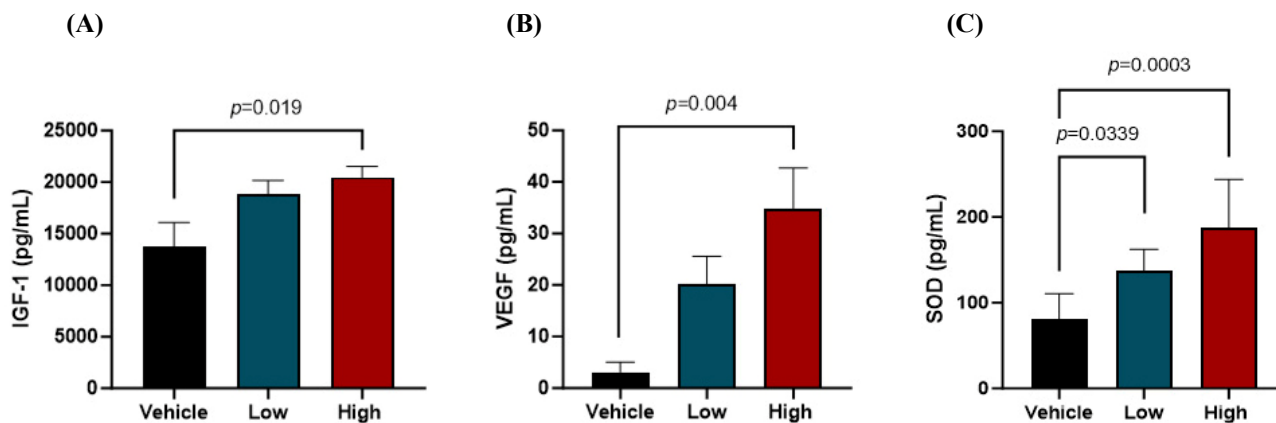 (A)
p=0.019
IGF-1 (pg/mL)
25000
20000
15000
10000
5000
0
Vehicle Low High
(B)
p=0.004
VEGF (pg/mL)
50
40
30
20
10
0
Vehicle Low High
(C)
p=0.0003
p=0.0339
SOD (pg/mL)
300
200
100
0
Vehicle Low High